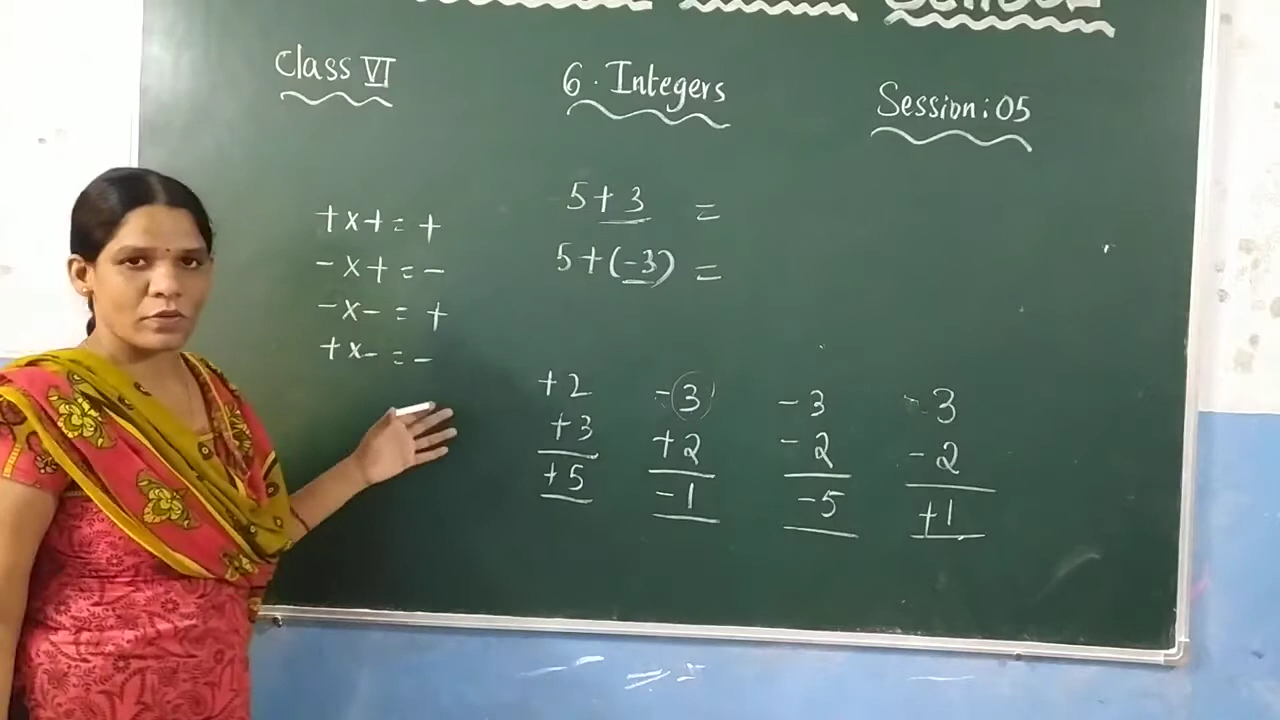 Class VI
6. Integers
Session: 05
+x+ = +
-x+ = -
-x- = +
+x- = -
5+3 =
5+(-3) =
+2
+3
+5
-3
+2
-1
-3
-2
-5
3
-2
+1